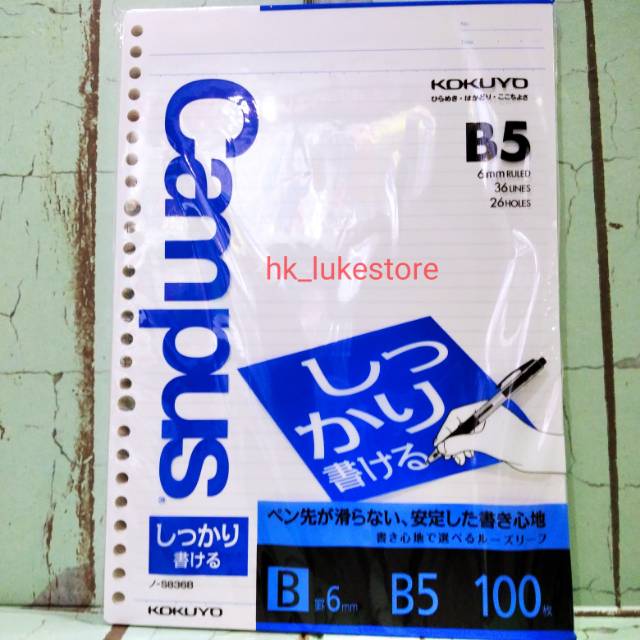 No.
Date
KOKUYO
ひらめき・はかどり・ここちよさ
B5
6mm RULED
36 LINES
26 HOLES
Campus
hk_lukestore
しっ
かり
書ける
ペン先が滑らない、安定した書き心地
書き心地で選べるルーズリーフ
しっかり
書ける
B 罫6mm B5 100枚
ノ-S836B
KOKUYO